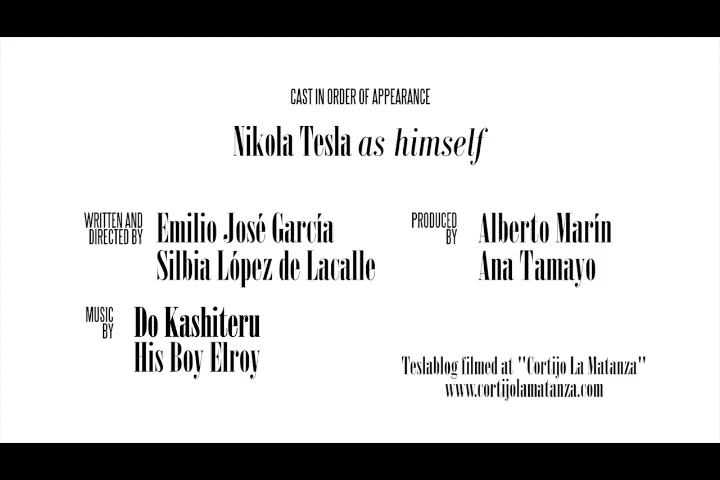 CAST IN ORDER OF APPEARANCE
Nikola Tesla as himself
WRITTEN AND
DIRECTED BY
Emilio José García
Silbia López de Lacalle
PRODUCED
BY
Alberto Marín
Ana Tamayo
MUSIC
BY
Do Kashiteru
His Boy Elroy
Teslablog filmed at "Cortijo La Matanza"
www.cortijolamatanza.com